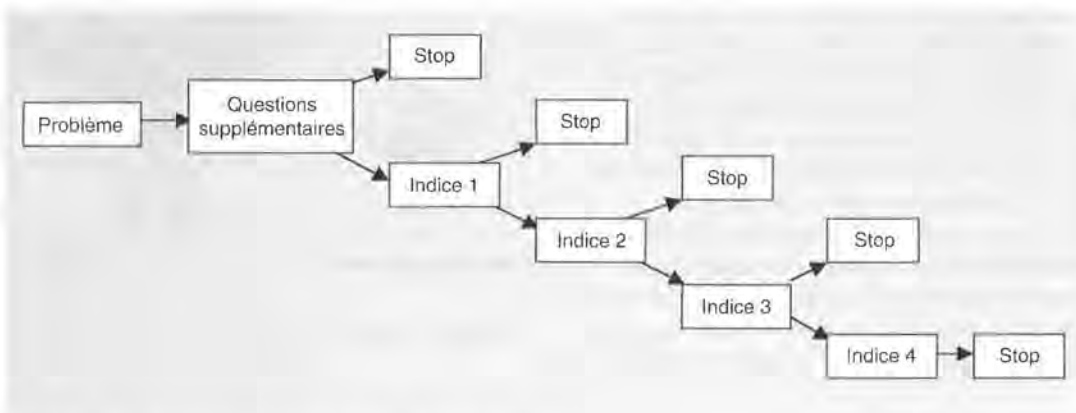 Stop
Problème
Questions
supplémentaires
Stop
Indice 1
Stop
Indice 2
Stop
Indice 3
Indice 4
Stop